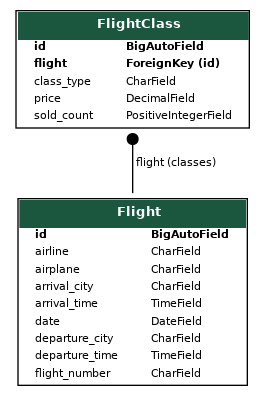 FlightClass
id BigAutoField
flight ForeignKey (id)
class_type CharField
price DecimalField
sold_count PositiveIntegerField
flight (classes)
Flight
id BigAutoField
airline CharField
airplane CharField
arrival_city CharField
arrival_time TimeField
date DateField
departure_city CharField
departure_time TimeField
flight_number CharField